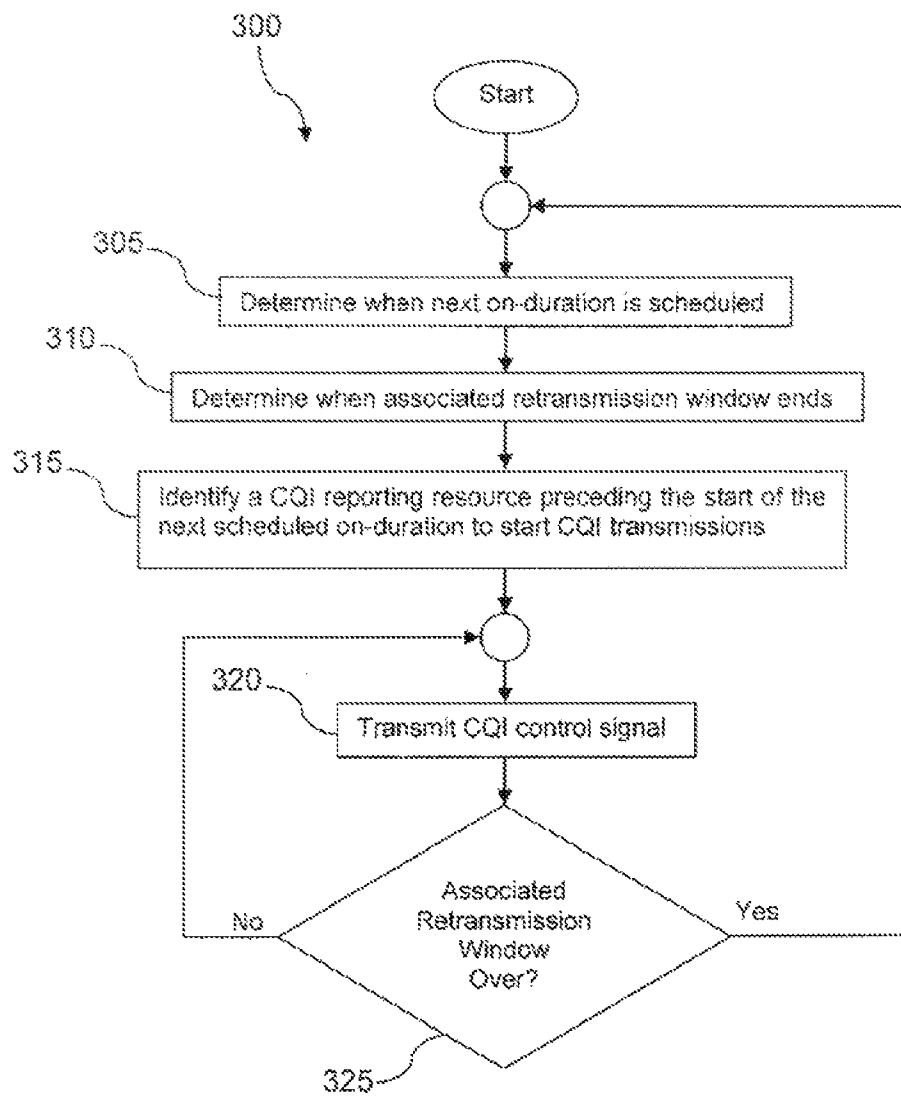 300
Start
305
Determine when next on-duration is scheduled
310
Determine when associated retransmission window ends
315
Identify a CQI reporting resource preceding the start of the
next scheduled on-duration to start CQI transmissions
320
Transmit CQI control signal
Associated
Retransmission
Window
Over?
No
Yes
325